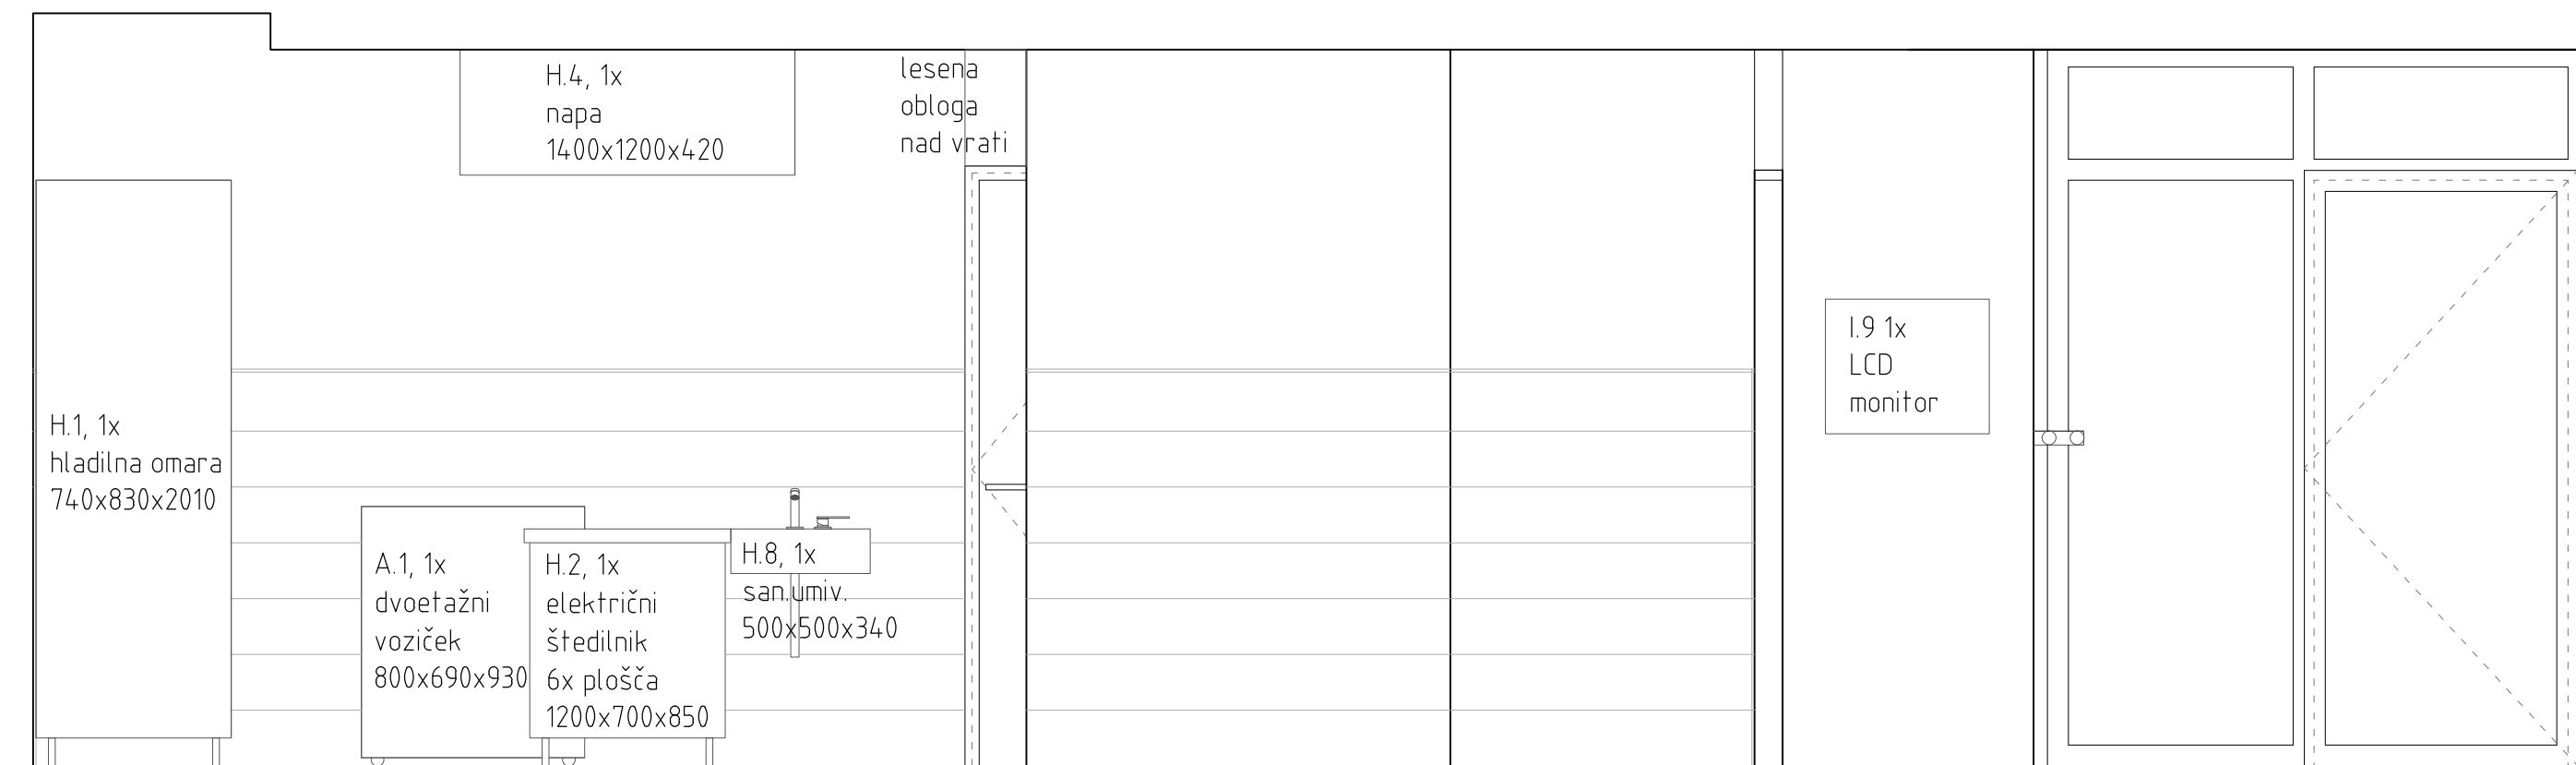 H.4, 1x
napa
1400x1200x420
lesena
obloga
nad vrati
H.1, 1x
hladilna omara
740x830x2010
A.1, 1x
dvoetažni
voziček
800x690x930
H.2, 1x
električni
štedilnik
6x plošča
1200x700x850
H.8, 1x
san.umiv.
500x500x340
I.9 1x
LCD
monitor